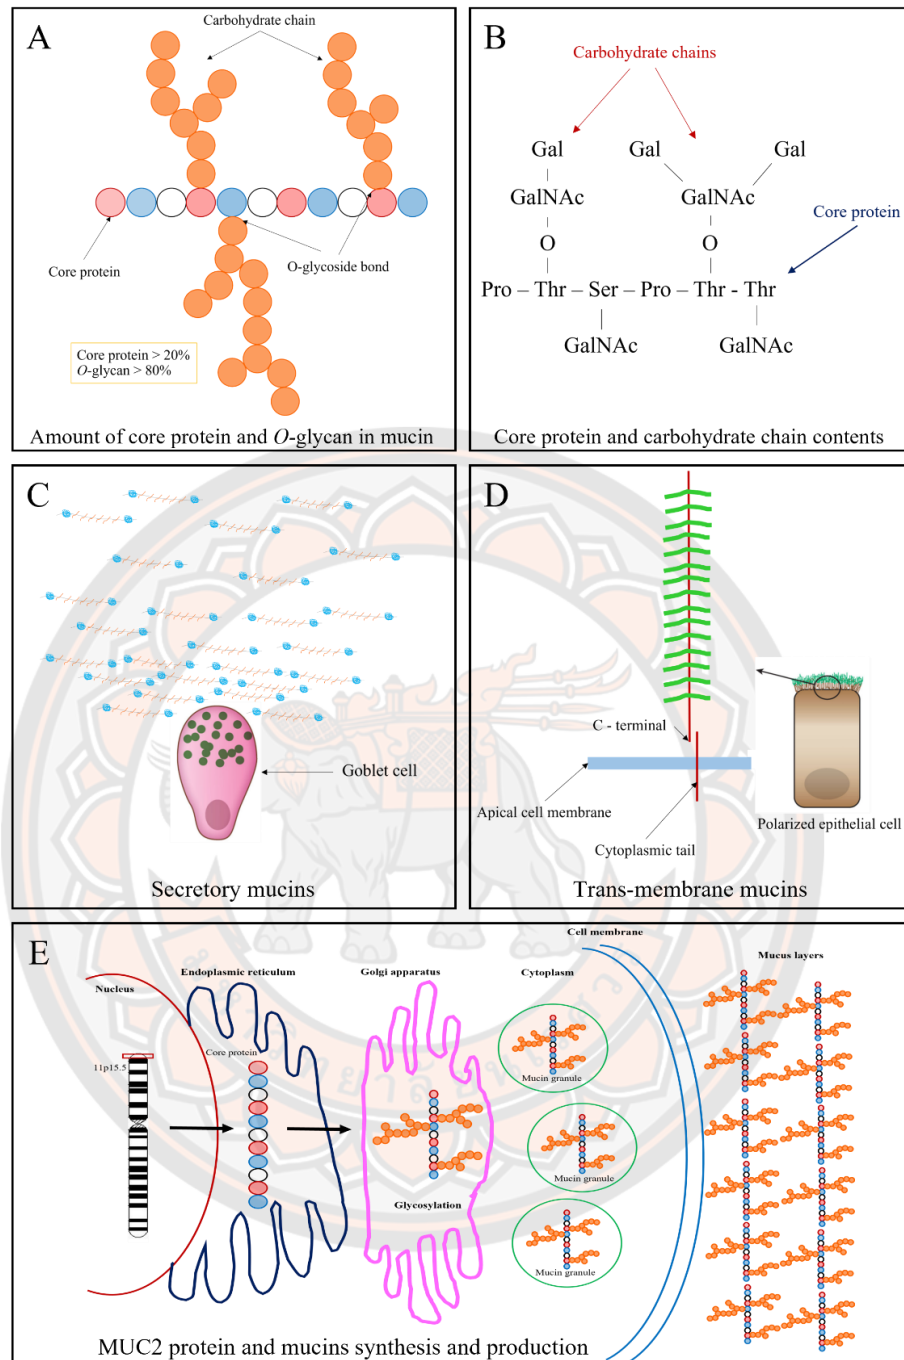 A
Carbohydrate chain
Core protein
O-glycoside bond
Core protein > 20%
O-glycan > 80%
Amount of core protein and O-glycan in mucin
B
Carbohydrate chains
Gal
Gal
Gal
GalNAc
GalNAc
O
O
Core protein
Pro – Thr – Ser – Pro – Thr - Thr
GalNAc
GalNAc
Core protein and carbohydrate chain contents
C
Goblet cell
Secretory mucins
D
C - terminal
Apical cell membrane
Cytoplasmic tail
Polarized epithelial cell
Trans-membrane mucins
E
Nucleus
Endoplasmic reticulum
Golgi apparatus
Cytoplasm
Cell membrane
Mucus layers
11p15.5
Core protein
Glycosylation
Mucin granule
Mucin granule
Mucin granule
MUC2 protein and mucins synthesis and production